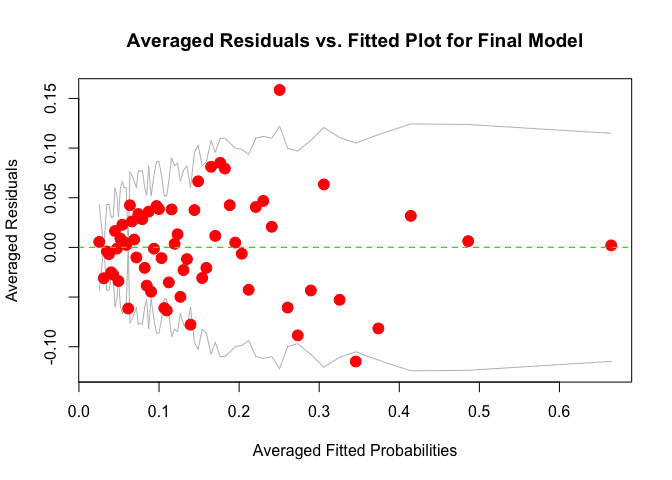 Averaged Residuals vs. Fitted Plot for Final Model
Averaged Residuals
0.15
0.10
0.05
0.00
-0.10
0.0 0.1 0.2 0.3 0.4 0.5 0.6
Averaged Fitted Probabilities